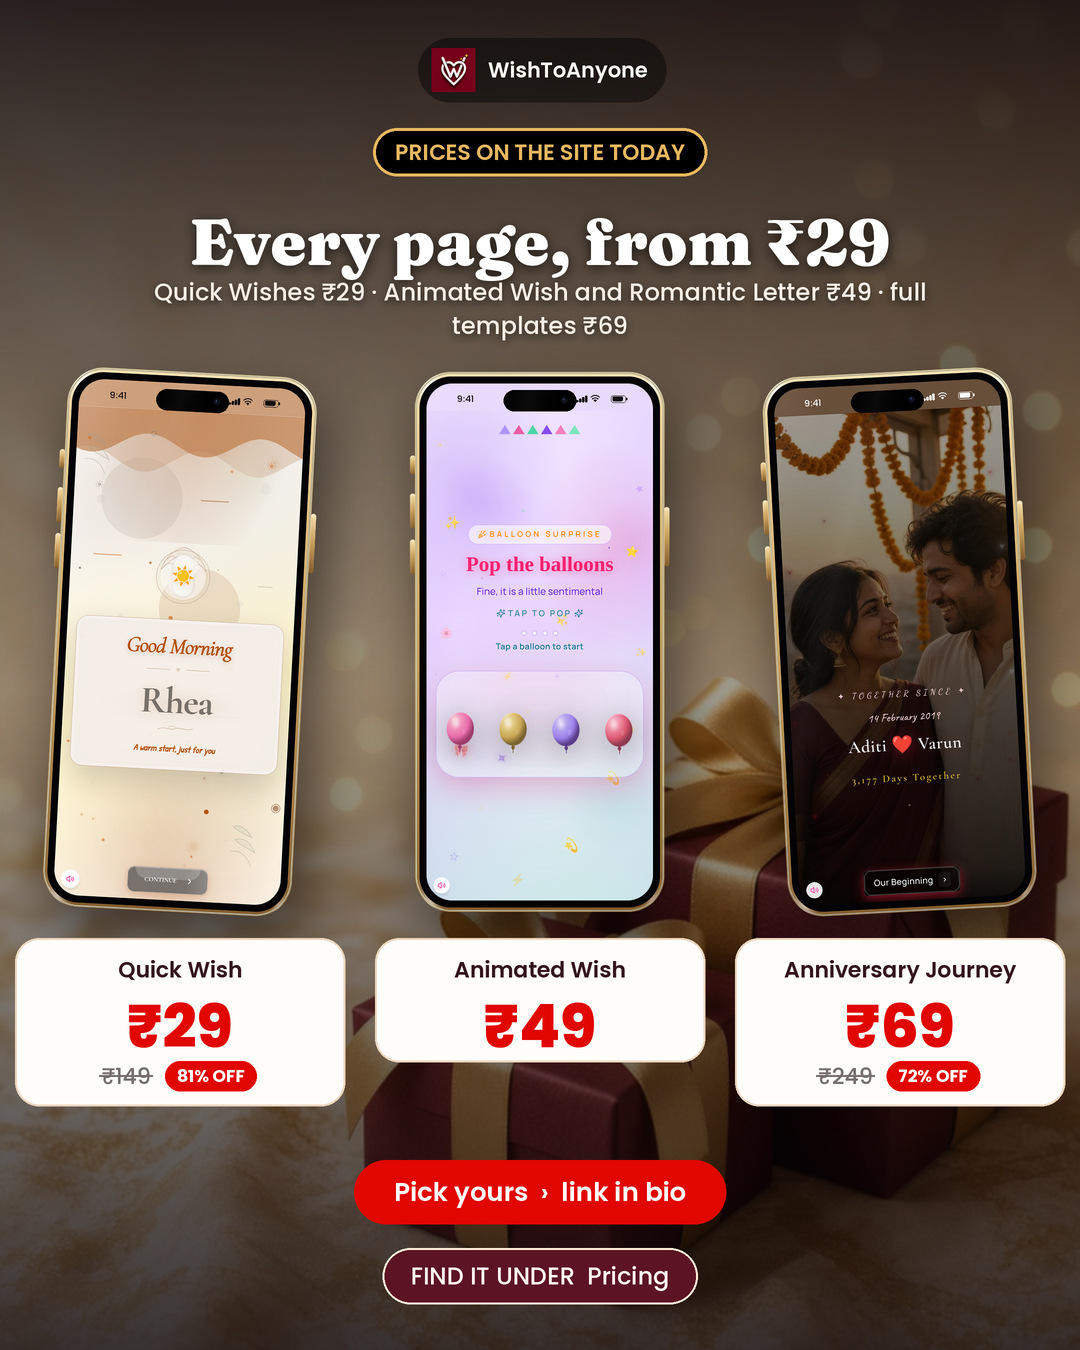 WishToAnyone
PRICES ON THE SITE TODAY
Every page, from ₹29
Quick Wishes ₹29 · Animated Wish and Romantic Letter ₹49 · full
templates ₹69
9:41
Good Morning
Rhea
A warm start, just for you
CONTINUE ›
9:41
BALLOON SURPRISE
Pop the balloons
Fine, it is a little sentimental
TAP TO POP
Tap a balloon to start
9:41
TOGETHER SINCE
14 February 2019
Aditi ❤️ Varun
3,177 Days Together
Our Beginning ›
Quick Wish
₹29
₹149 81% OFF
Animated Wish
₹49
Anniversary Journey
₹69
₹249 72% OFF
Pick yours › link in bio
FIND IT UNDER Pricing